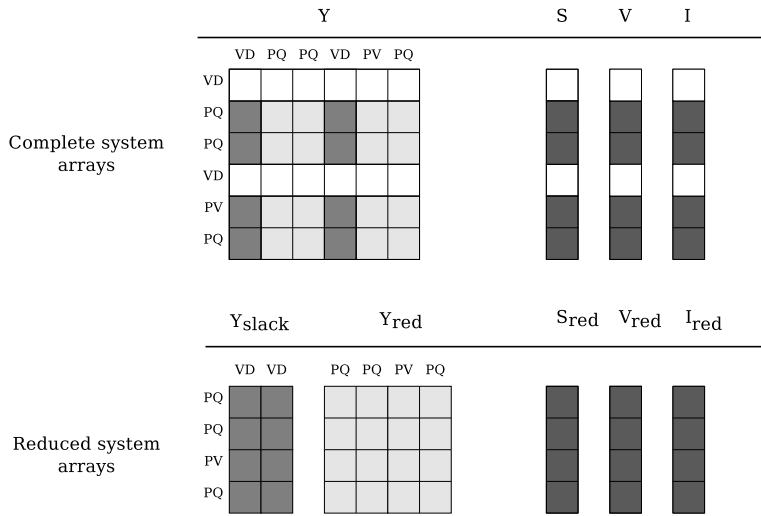 Y S V I
VD PQ PQ VD PV PQ
VD
PQ
PQ
VD
PV
PQ
Complete system
arrays
Yslack Yred Sred Vred Ired
VD VD PQ PQ PV PQ
PQ
PQ
PV
PQ
Reduced system
arrays